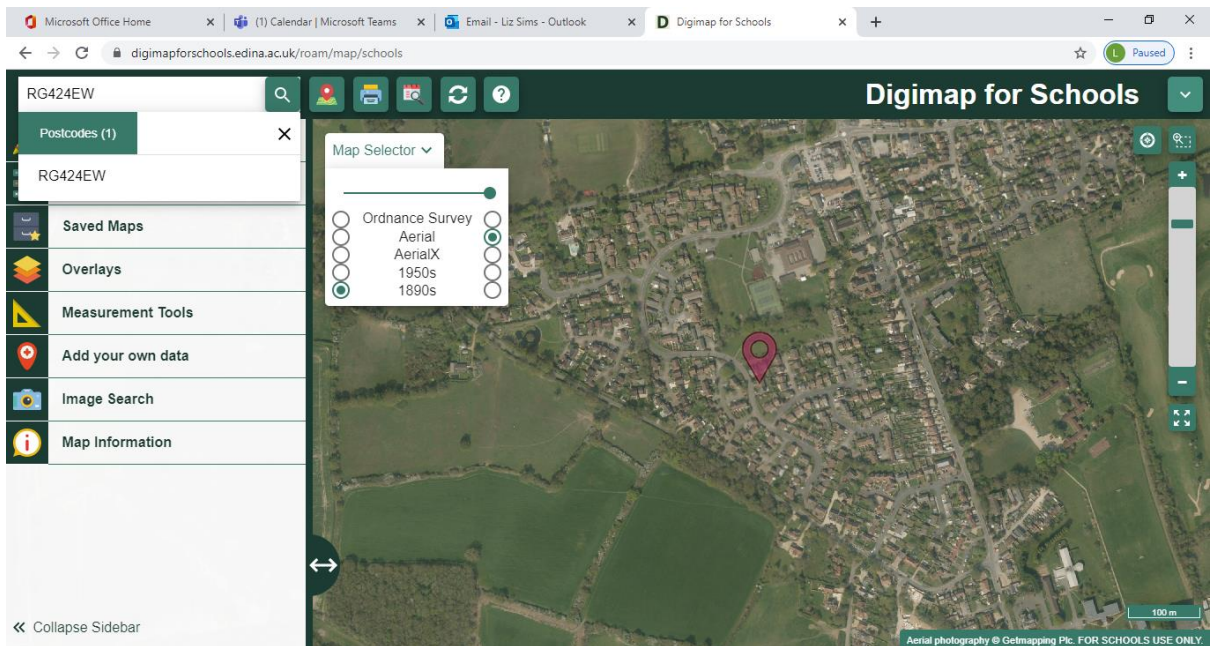 Microsoft Office Home
(1) Calendar | Microsoft Teams
Email - Liz Sims - Outlook
D Digimap for Schools
digimapforschools.edina.ac.uk/roam/map/schools
L Paused
RG424EW
Digimap for Schools
Postcodes (1)
RG424EW
Saved Maps
Overlays
Measurement Tools
Add your own data
Image Search
Map Information
Collapse Sidebar
Map Selector
Ordnance Survey
Aerial
AerialX
1950s
1890s
100 m
Aerial photography © Getmapping Plc. FOR SCHOOLS USE ONLY.